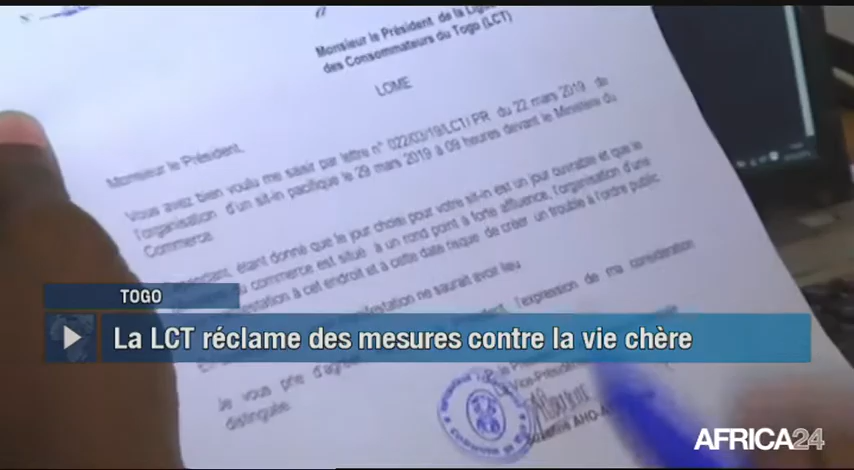 Monsieur le Président de la Ligue
des Consommateurs du Togo (LCT)
LOME
Monsieur le Président,
Vous avez bien voulu me saisir par lettre n° 022/03/19/LCT/PR du 22 mars 2019 de
l'organisation d'un sit-in pacifique le 29 mars 2019 à 09 heures devant le Ministère du
Commerce.
étant donné que le jour choisi pour votre sit-in est un jour ouvrable et que le
du commerce est situé à un rond point à forte affluence, l'organisation d'une
à cet endroit et à cette date risque de créer un trouble à l'ordre public
ne saurait avoir lieu
TOGO
La LCT réclame des mesures contre la vie chère
l'expression de ma considération
Je vous prie d'agréer
distinguée.
AFRICA24